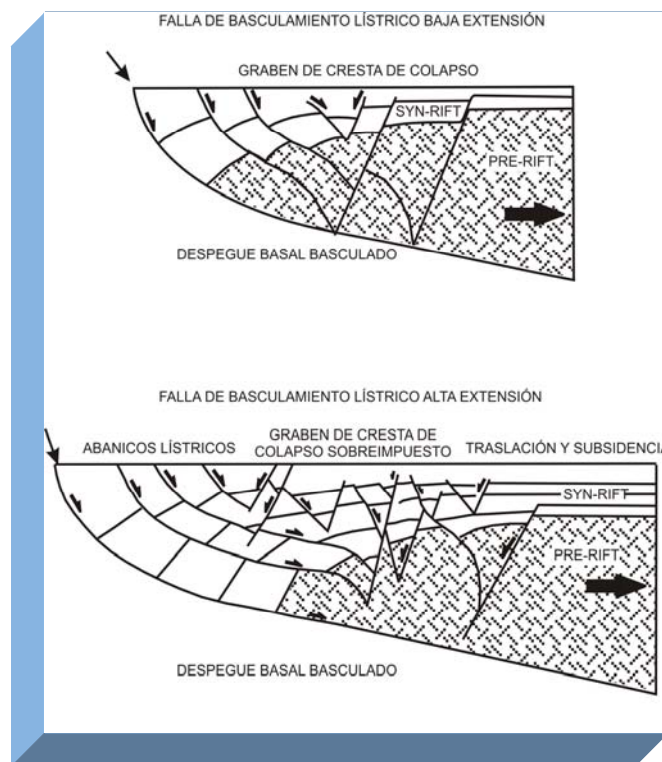 FALLA DE BASCULAMIENTO LÍSTRICO BAJA EXTENSIÓN
GRABEN DE CRESTA DE COLAPSO
SYN-RIFT
PRE-RIFT
DESPEGUE BASAL BASCULADO
FALLA DE BASCULAMIENTO LÍSTRICO ALTA EXTENSIÓN
ABANICOS LÍSTRICOS
GRABEN DE CRESTA DE
COLAPSO SOBREIMPUESTO
TRASLACIÓN Y SUBSIDENCIA
SYN-RIFT
PRE-RIFT
DESPEGUE BASAL BASCULADO